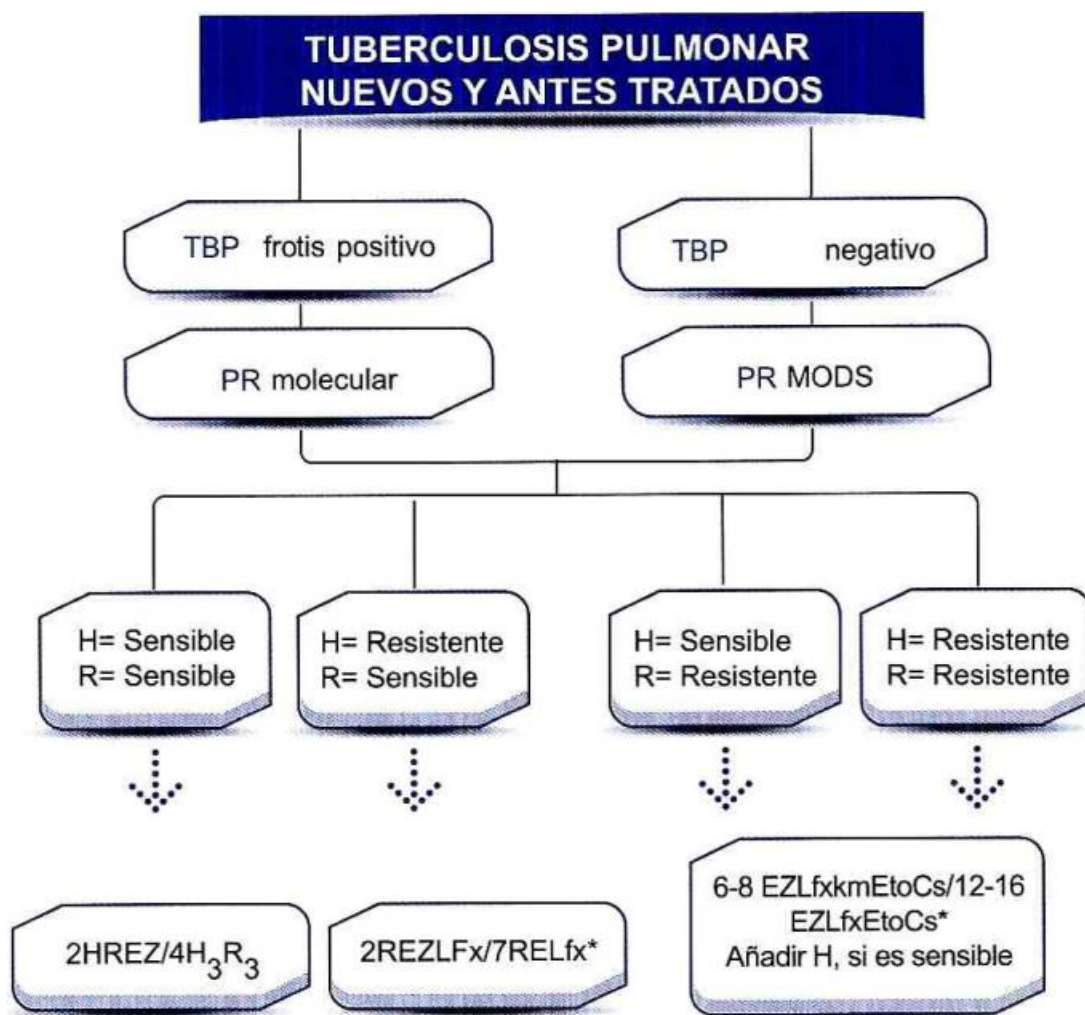 TUBERCULOSIS PULMONAR
NUEVOS Y ANTES TRATADOS
TBP frotis positivo
TBP negativo
PR molecular
PR MODS
H= Sensible
R= Sensible
H= Resistente
R= Sensible
H= Sensible
R= Resistente
H= Resistente
R= Resistente
2HREZ/4H₃R₃
2REZLFx/7RELfx*
6-8 EZLfxkmEtoCs/12-16
EZLfxEtoCs*
Añadir H, si es sensible